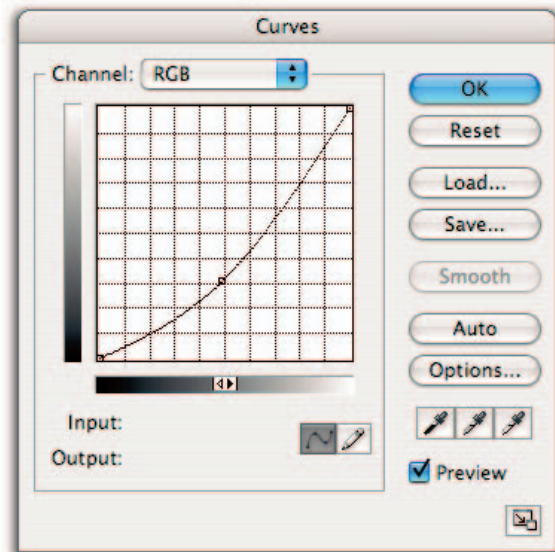 Curves
Channel: RGB
OK
Reset
Load...
Save...
Smooth
Auto
Options...
Input:
Output:
Preview